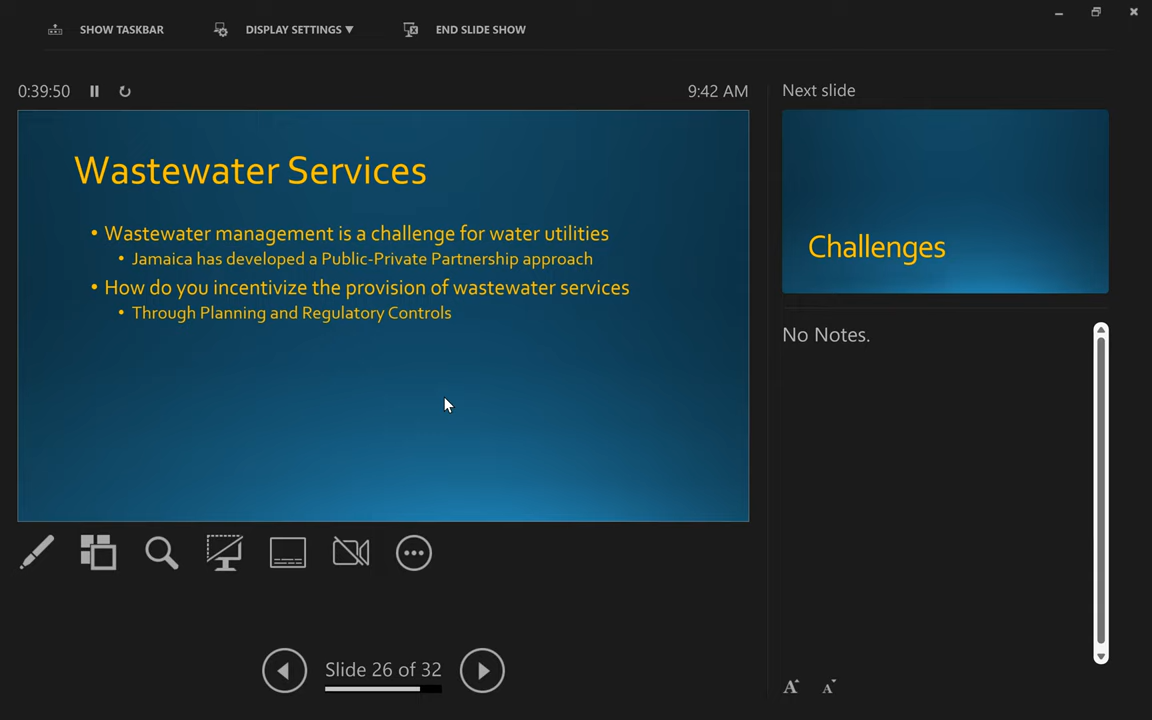 SHOW TASKBAR
DISPLAY SETTINGS ▼
END SLIDE SHOW
0:39:50
9:42 AM
Wastewater Services
• Wastewater management is a challenge for water utilities
• Jamaica has developed a Public-Private Partnership approach
• How do you incentivize the provision of wastewater services
• Through Planning and Regulatory Controls
Next slide
Challenges
No Notes.
Slide 26 of 32
A A